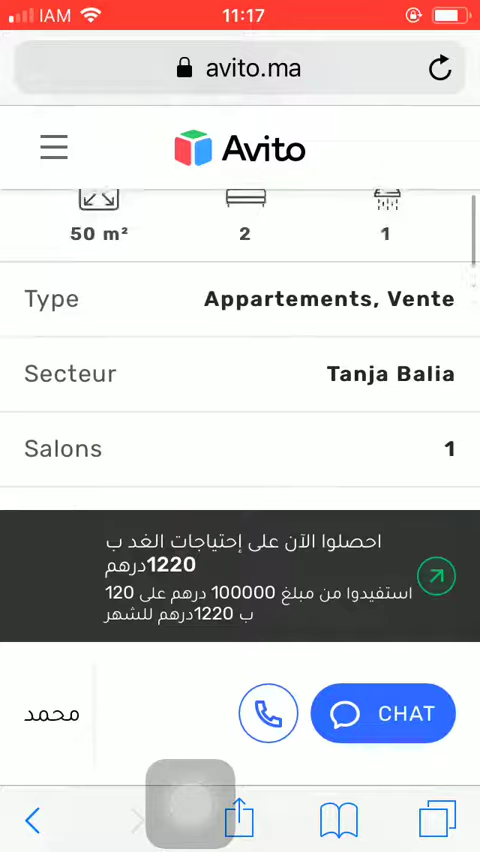 IAM 11:17
avito.ma
Avito
50 m² 2 1
Type Appartements, Vente
Secteur Tanja Balia
Salons 1
احصلوا الآن على إحتياجات الغد ب
1220درهم
استفيدوا من مبلغ 100000 درهم على 120
ب 1220درهم للشهر
محمد CHAT